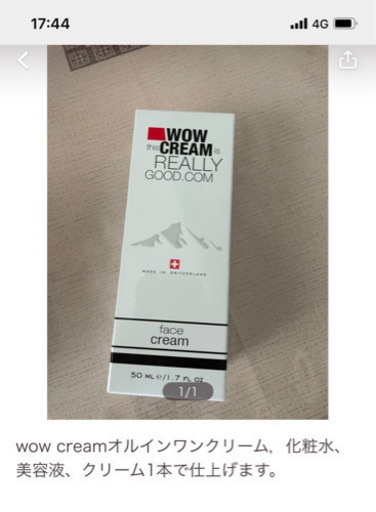 17:44
4G
WOW
this CREAM is
REALLY
GOOD.COM
MADE IN SWITZERLAND
face
cream
50 ML e/1.7 FL OZ
1/1
wow creamオルインワンクリーム，化粧水、
美容液、クリーム1本で仕上げます。